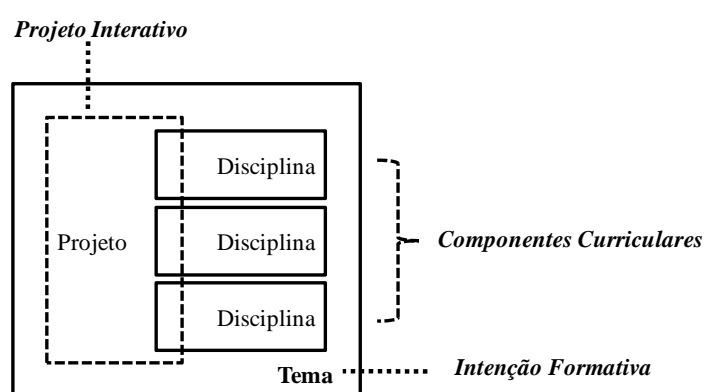 Projeto Interativo
Disciplina
Projeto
Disciplina
Componentes Curriculares
Disciplina
Tema
Intenção Formativa